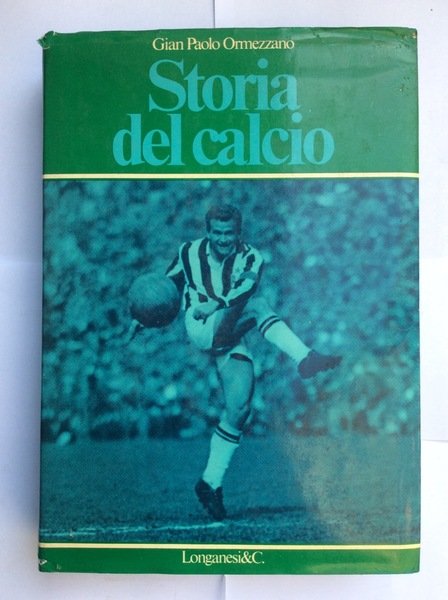 Gian Paolo Ormezzano
Storia
del calcio
Longanesi&C.